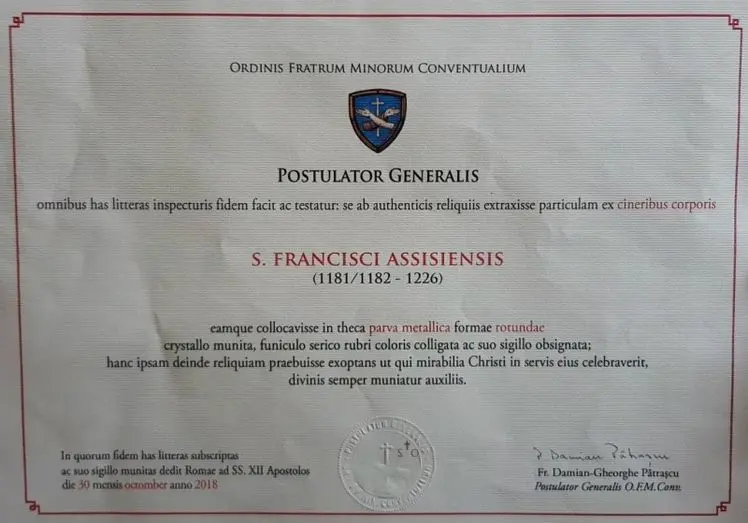 ORDINIS FRATRUM MINORUM CONVENTUALIUM
POSTULATOR GENERALIS
omnibus has litteras inspecturis fidem facit ac testatur: se ab authenticis reliquiis extraxisse particulam ex cineribus corporis
S. FRANCISCI ASSISIENSIS
(1181/1182 - 1226)
eamque collocavisse in theca parva metallica formae rotundae
crystallo munita, funiculo serico rubri coloris colligata ac suo sigillo obsignata;
hanc ipsam deinde reliquiam praebuisse exoptans ut qui mirabilia Christi in servis eius celebraverit,
divinis semper muniatur auxiliis.
In quorum fidem has litteras subscriptas
ac suo sigillo munitas dedit Romae ad SS. XII Apostolos
die 30 mensis octomber anno 2018
Fr. Damian-Gheorghe Pătraşcu
Postulator Generalis O.F.M.Conv.